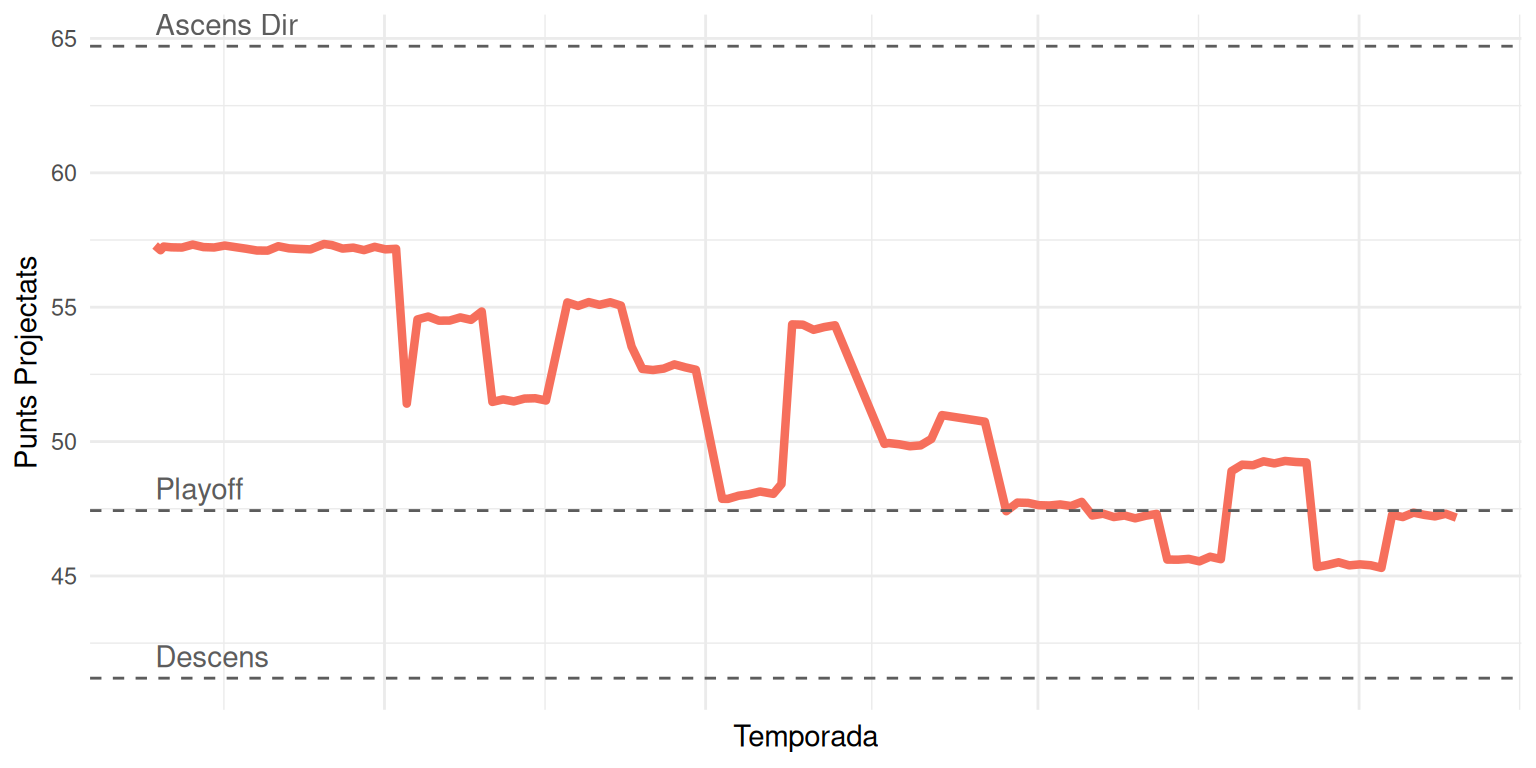 Ascens Dir
65
60
55
50
Playoff
45
Descens
Punts Projectats
Temporada